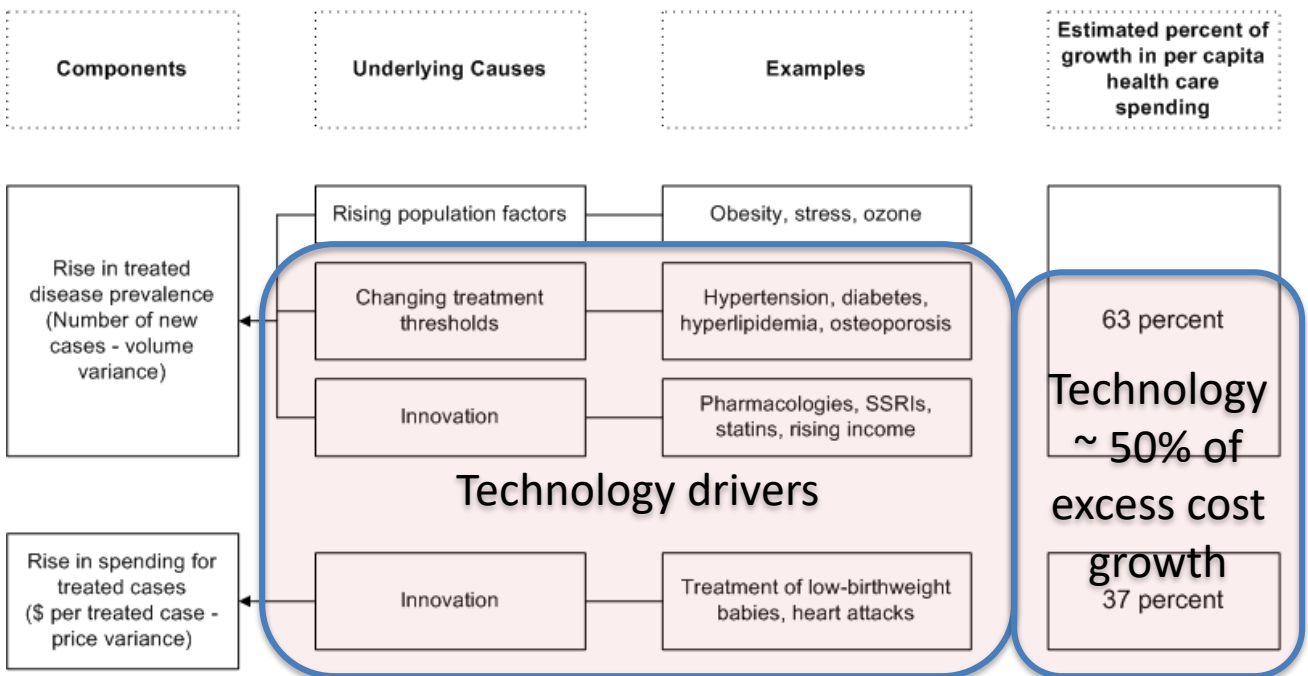 Components
Underlying Causes
Examples
Estimated percent of
growth in per capita
health care
spending
Rise in treated
disease prevalence
(Number of new
cases - volume
variance)
Rising population factors
Obesity, stress, ozone
Changing treatment
thresholds
Hypertension, diabetes,
hyperlipidemia, osteoporosis
Innovation
Pharmacologies, SSRIs,
statins, rising income
63 percent
Technology
~ 50% of
excess cost
growth
Technology drivers
Rise in spending for
treated cases
($ per treated case -
price variance)
Innovation
Treatment of low-birthweight
babies, heart attacks
37 percent